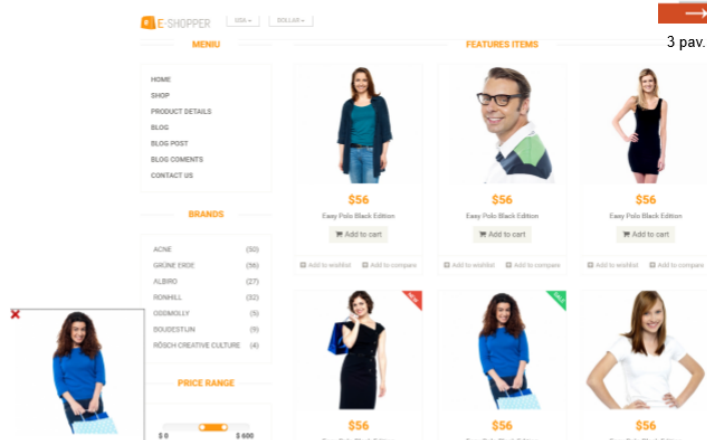 E-SHOPPER
USA
DOLLAR
3 pav.
MENIU
HOME
SHOP
PRODUCT DETAILS
BLOG
BLOG POST
BLOG COMENTS
CONTACT US
BRANDS
ACNE (50)
GRÜNE ERDE (56)
ALBIRO (27)
RONHILL (32)
ODDMOLLY (5)
BOUDESTIJN (9)
RÖSCH CREATIVE CULTURE (4)
PRICE RANGE
$ 0 $ 600
FEATURES ITEMS
$56 $56 $56
Easy Polo Black Edition Easy Polo Black Edition Easy Polo Black Edition
Add to cart Add to cart Add to cart
Add to wishlist Add to compare Add to wishlist Add to compare Add to wishlist Add to compare
NEW SALE
$56 $56 $56